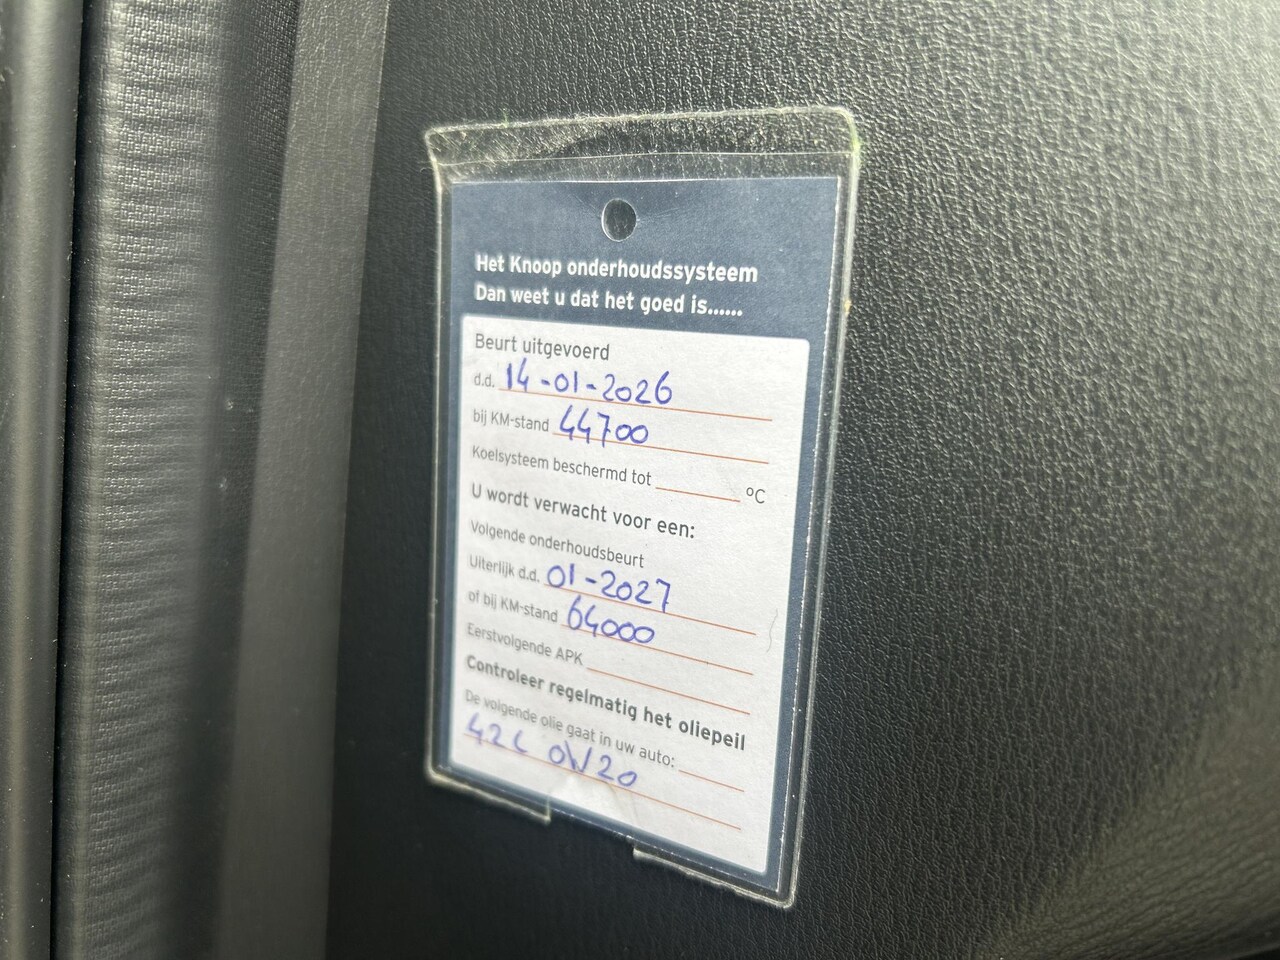 Het Knoop onderhoudssysteem
Dan weet u dat het goed is......
Beurt uitgevoerd
d.d. 14-01-2026
bij KM-stand 44700
Koelsysteem beschermd tot ºC
U wordt verwacht voor een:
Volgende onderhoudsbeurt
Uiterlijk d.d. 01-2027
of bij KM-stand 64000
Eerstvolgende APK
Controleer regelmatig het oliepeil
De volgende olie gaat in uw auto:
42L 0W20